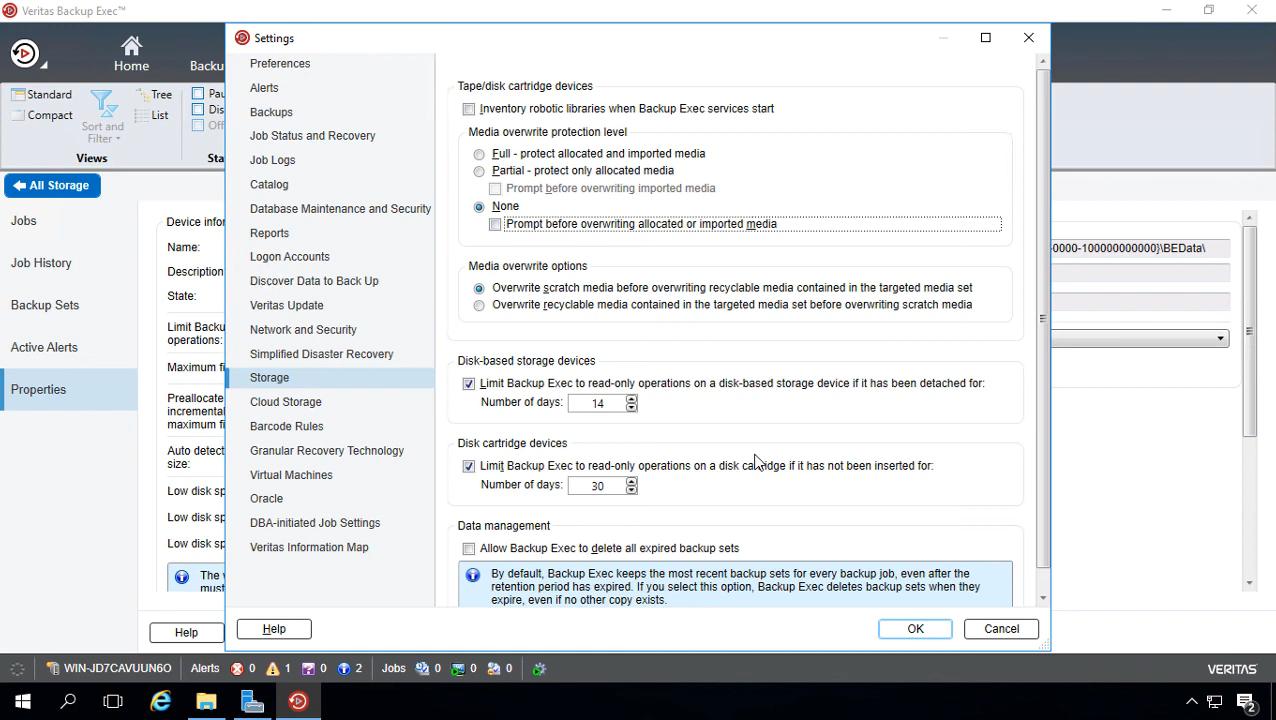 Veritas Backup Exec™
Home
Backu
Standard
Compact
Sort and
Filter
Tree
List
Views
Pau
Dis
Off
Sta
All Storage
Jobs
Job History
Backup Sets
Active Alerts
Properties
Device infor
Name:
Description
State:
Limit Backu
operations:
Maximum fi
Preallocate
incremental
maximum fi
Auto detect
size:
Low disk sp
Low disk sp
Low disk sp
The v
must
Help
Settings
Preferences
Alerts
Backups
Job Status and Recovery
Job Logs
Catalog
Database Maintenance and Security
Reports
Logon Accounts
Discover Data to Back Up
Veritas Update
Network and Security
Simplified Disaster Recovery
Storage
Cloud Storage
Barcode Rules
Granular Recovery Technology
Virtual Machines
Oracle
DBA-initiated Job Settings
Veritas Information Map
Help
Tape/disk cartridge devices
Inventory robotic libraries when Backup Exec services start
Media overwrite protection level
Full - protect allocated and imported media
Partial - protect only allocated media
Prompt before overwriting imported media
None
Prompt before overwriting allocated or imported media
Media overwrite options
Overwrite scratch media before overwriting recyclable media contained in the targeted media set
Overwrite recyclable media contained in the targeted media set before overwriting scratch media
Disk-based storage devices
Limit Backup Exec to read-only operations on a disk-based storage device if it has been detached for:
Number of days: 14
Disk cartridge devices
Limit Backup Exec to read-only operations on a disk cartridge if it has not been inserted for:
Number of days: 30
Data management
Allow Backup Exec to delete all expired backup sets
By default, Backup Exec keeps the most recent backup sets for every backup job, even after the
retention period has expired. If you select this option, Backup Exec deletes backup sets when they
expire, even if no other copy exists.
OK
Cancel
0000-100000000000}\BEData\
WIN-JD7CAVUUN6O Alerts 0 1 0 2 Jobs 0 0 0
VERITAS
2